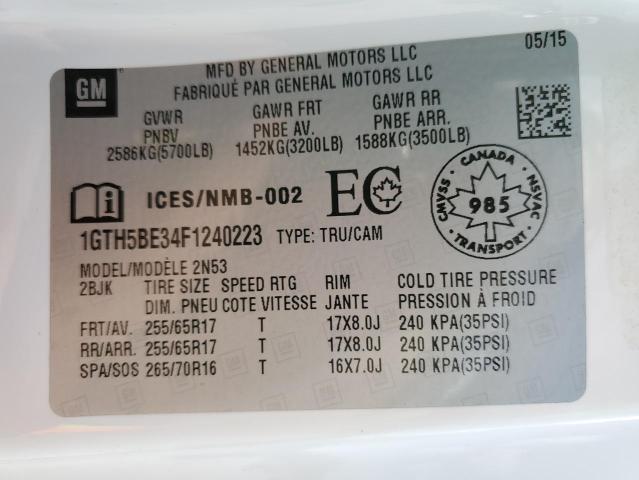 05/15
GM
MFD BY GENERAL MOTORS LLC
FABRIQUÉ PAR GENERAL MOTORS LLC
GVWR GAWR FRT GAWR RR
PNBV PNBE AV. PNBE ARR.
2586KG(5700LB) 1452KG(3200LB) 1588KG(3500LB)
ICES/NMB-002 EC CANADA CMVSS 985 NSVAC TRANSPORT
1GTH5BE34F1240223 TYPE: TRU/CAM
MODEL/MODÈLE 2N53
2BJK TIRE SIZE SPEED RTG RIM COLD TIRE PRESSURE
DIM. PNEU COTE VITESSE JANTE PRESSION À FROID
FRT/AV. 255/65R17 T 17X8.0J 240 KPA(35PSI)
RR/ARR. 255/65R17 T 17X8.0J 240 KPA(35PSI)
SPA/SOS 265/70R16 T 16X7.0J 240 KPA(35PSI)